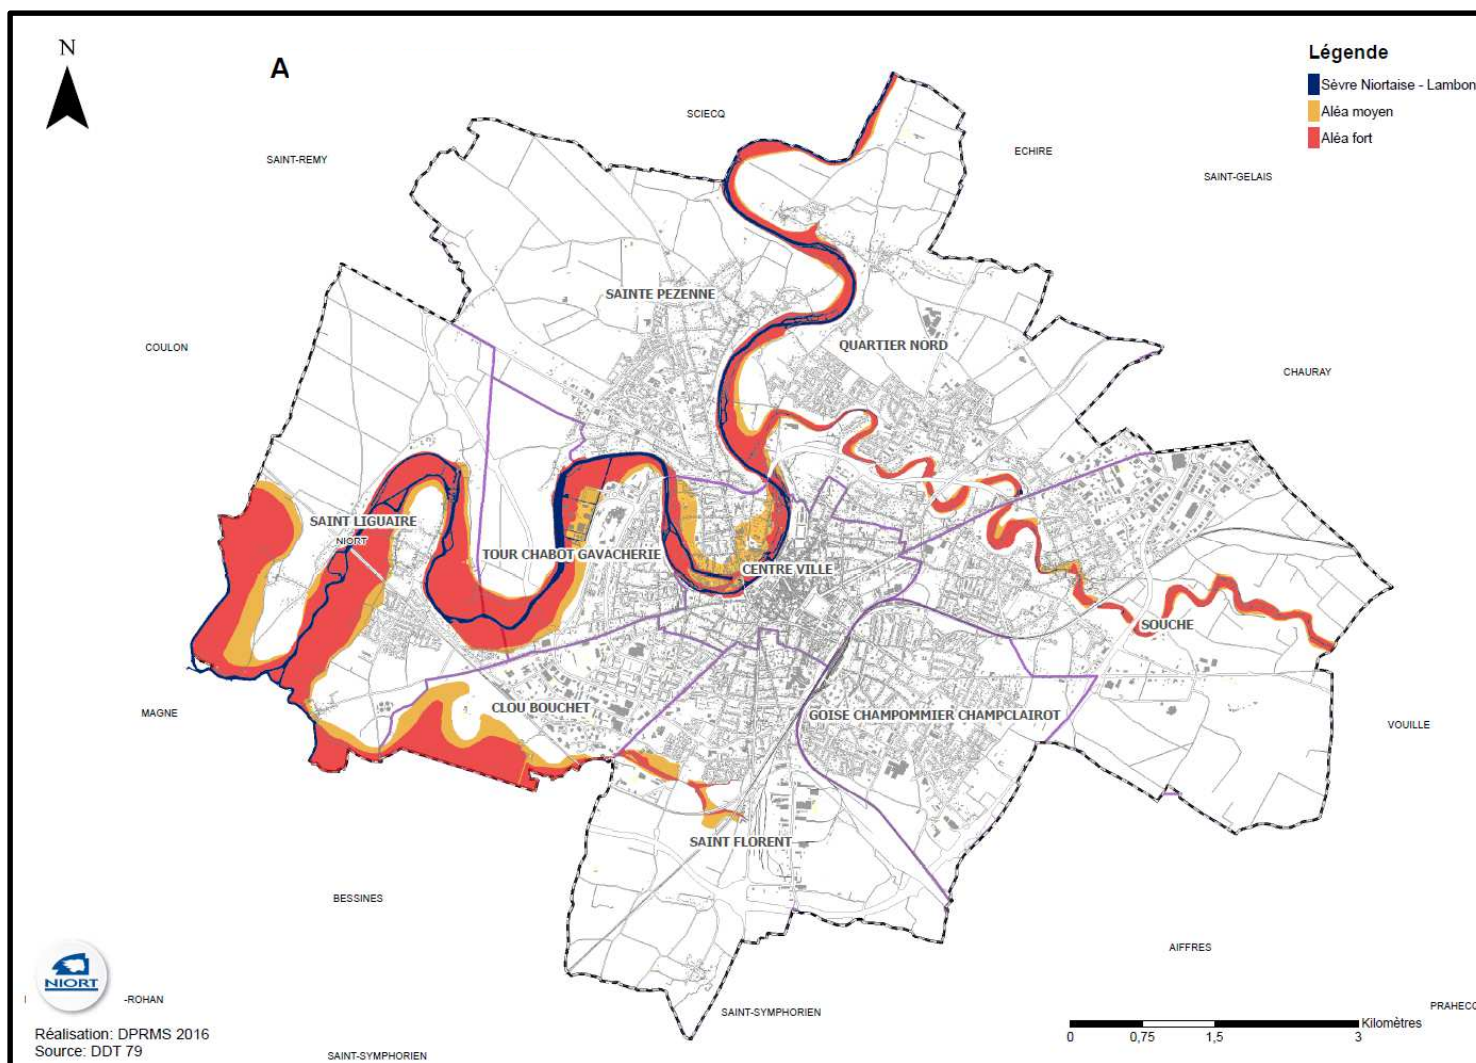 N
A
Légende
Sèvre Niortaise - Lambon
Aléa moyen
Aléa fort
SCIECQ
SAINT-REMY
ECHIRE
SAINT-GELAIS
SAINTE PEZENNE
COULON
QUARTIER NORD
CHAURAY
SAINT LIGUAIRE
NIORT
TOUR CHABOT GAVACHERIE
CENTRE VILLE
SOUCHE
MAGNE
CLOU BOUCHET
GOISE CHAMPOMMIER CHAMPCLAIROT
VOUILLE
SAINT FLORENT
BESSINES
AIFFRES
NIORT
-ROHAN
SAINT-SYMPHORIEN
PRAHECQ
Kilomètres
0 0,75 1,5 3
Réalisation: DPRMS 2016
Source: DDT 79
SAINT-SYMPHORIEN